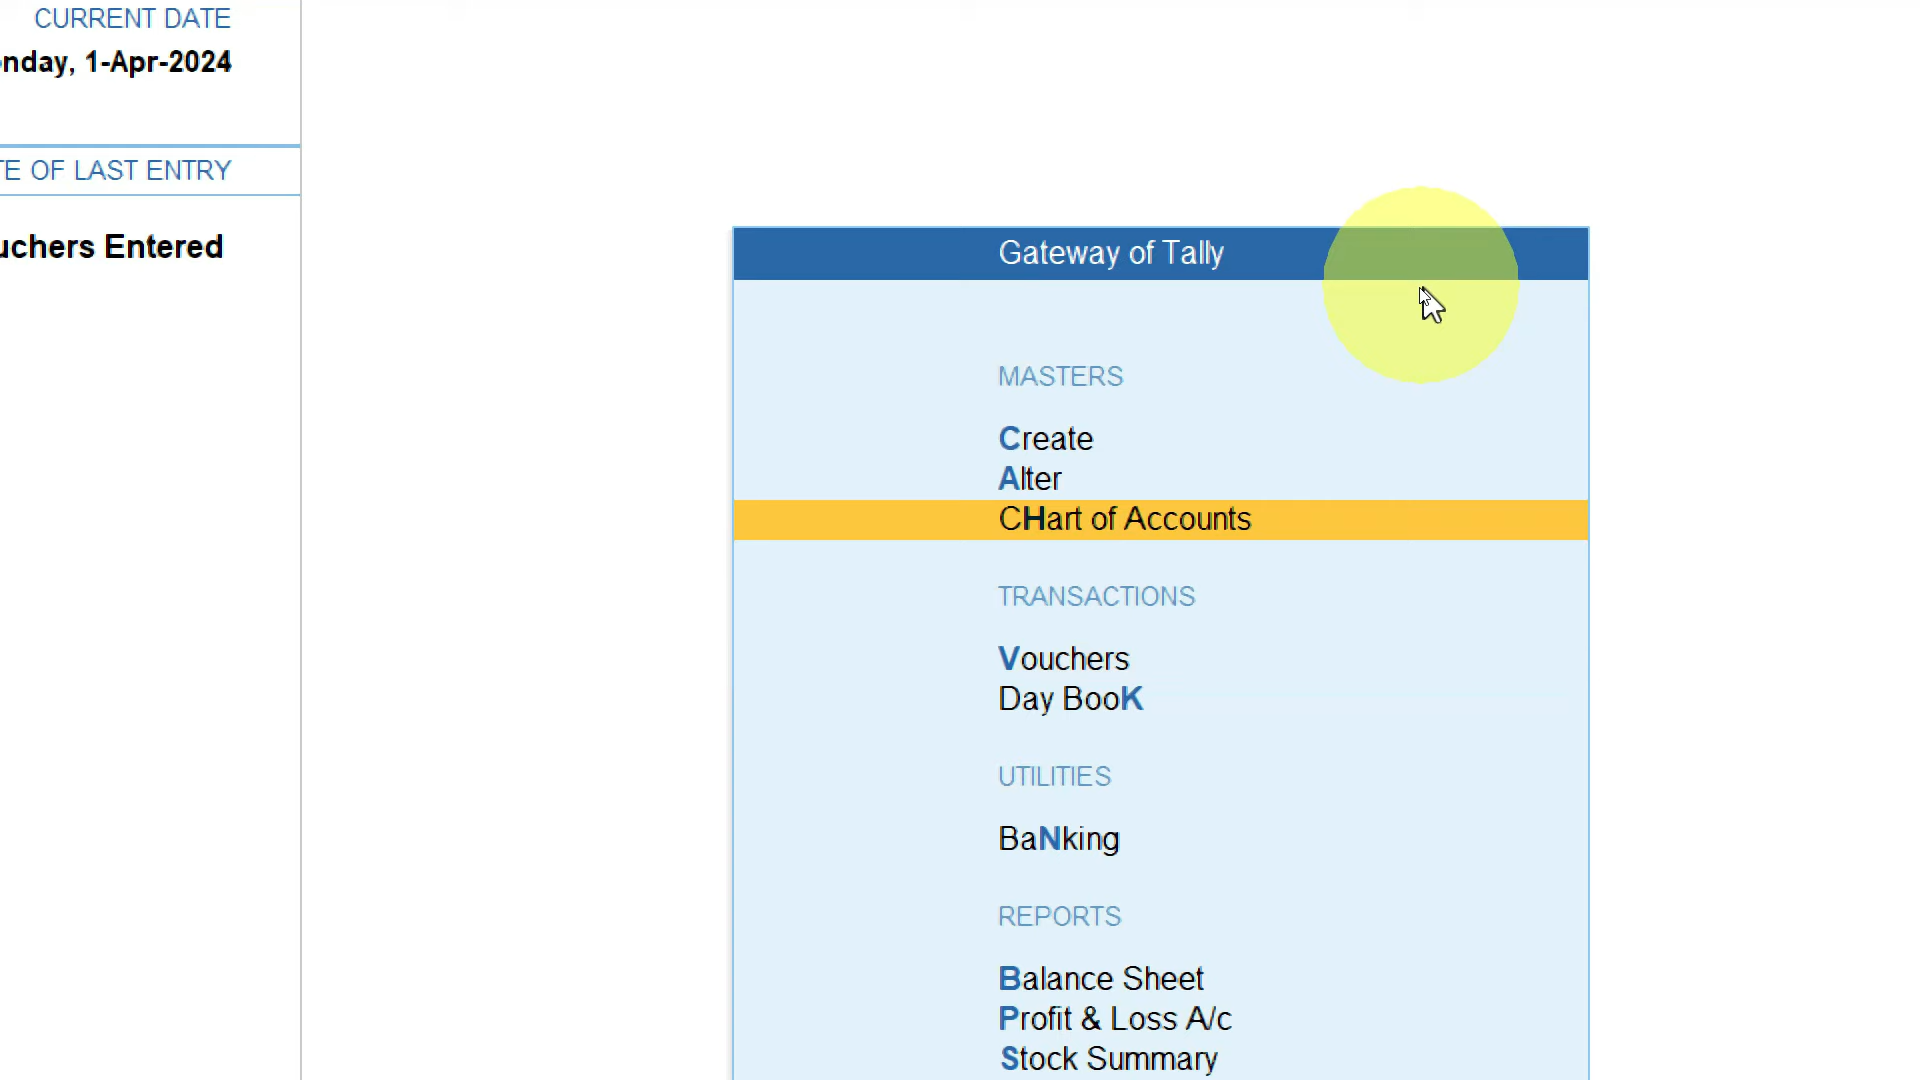 CURRENT DATE
nday, 1-Apr-2024
TE OF LAST ENTRY
uchers Entered
Gateway of Tally
MASTERS
Create
Alter
CHart of Accounts
TRANSACTIONS
Vouchers
Day BooK
UTILITIES
BaNking
REPORTS
Balance Sheet
Profit & Loss A/c
Stock Summary